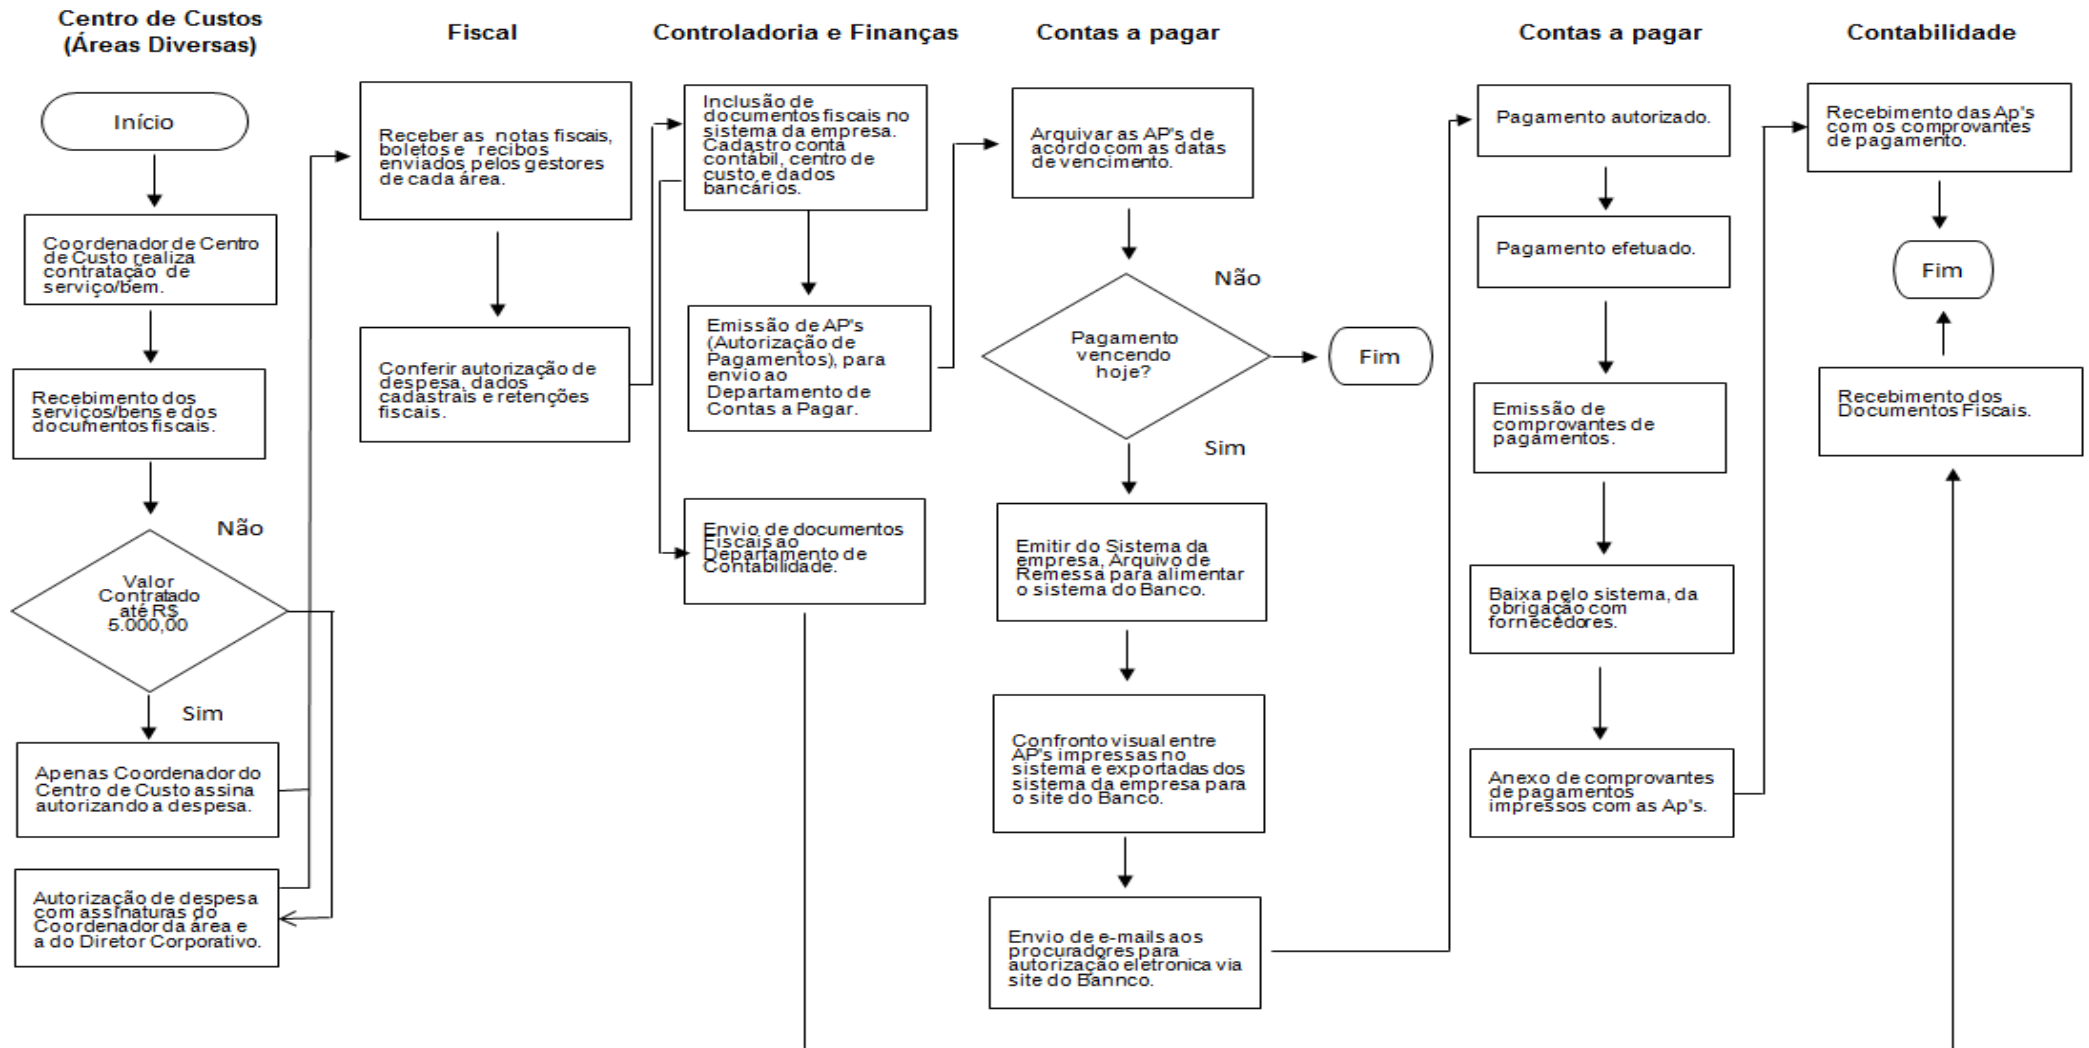 Centro de Custos
(Áreas Diversas)
Início
Coordenador de Centro
de Custo realiza
contratação de
serviço/bem.
Recebimento dos
serviços/bens e dos
documentos fiscais.
Não
Valor
Contratado
até R$
5.000,00
Sim
Apenas Coordenador do
Centro de Custo assina
autorizando a despesa.
Autorização de despesa
com assinaturas do
Coordenador da área e
a do Diretor Corporativo.
Fiscal
Receber as notas fiscais,
boletos e recibos
enviados pelos gestores
de cada área.
Conferir autorização de
despesa, dados
cadastrais e retenções
fiscais.
Controladoria e Finanças
Inclusão de
documentos fiscais no
sistema da empresa.
Cadastro conta
contábil, centro de
custo e dados
bancários.
Emissão de AP's
(Autorização de
Pagamentos), para
envio ao
Departamento de
Contas a Pagar.
Envio de documentos
Fiscais ao
Departamento de
Contabilidade.
Contas a pagar
Arquivar as AP's de
acordo com as datas
de vencimento.
Não
Pagamento
vencendo
hoje?
Fim
Sim
Emitir do Sistema da
empresa, Arquivo de
Remessa para alimentar
o sistema do Banco.
Confronto visual entre
AP's impressas no
sistema e exportadas dos
sistema da empresa para
o site do Banco.
Envio de e-mails aos
procuradores para
autorização eletronica via
site do Bannco.
Contas a pagar
Pagamento autorizado.
Pagamento efetuado.
Emissão de
comprovantes de
pagamentos.
Baixa pelo sistema, da
obrigação com
fornecedores.
Anexo de comprovantes
de pagamentos
impressos com as Ap's.
Contabilidade
Recebimento das Ap's
com os comprovantes
de pagamento.
Fim
Recebimento dos
Documentos Fiscais.